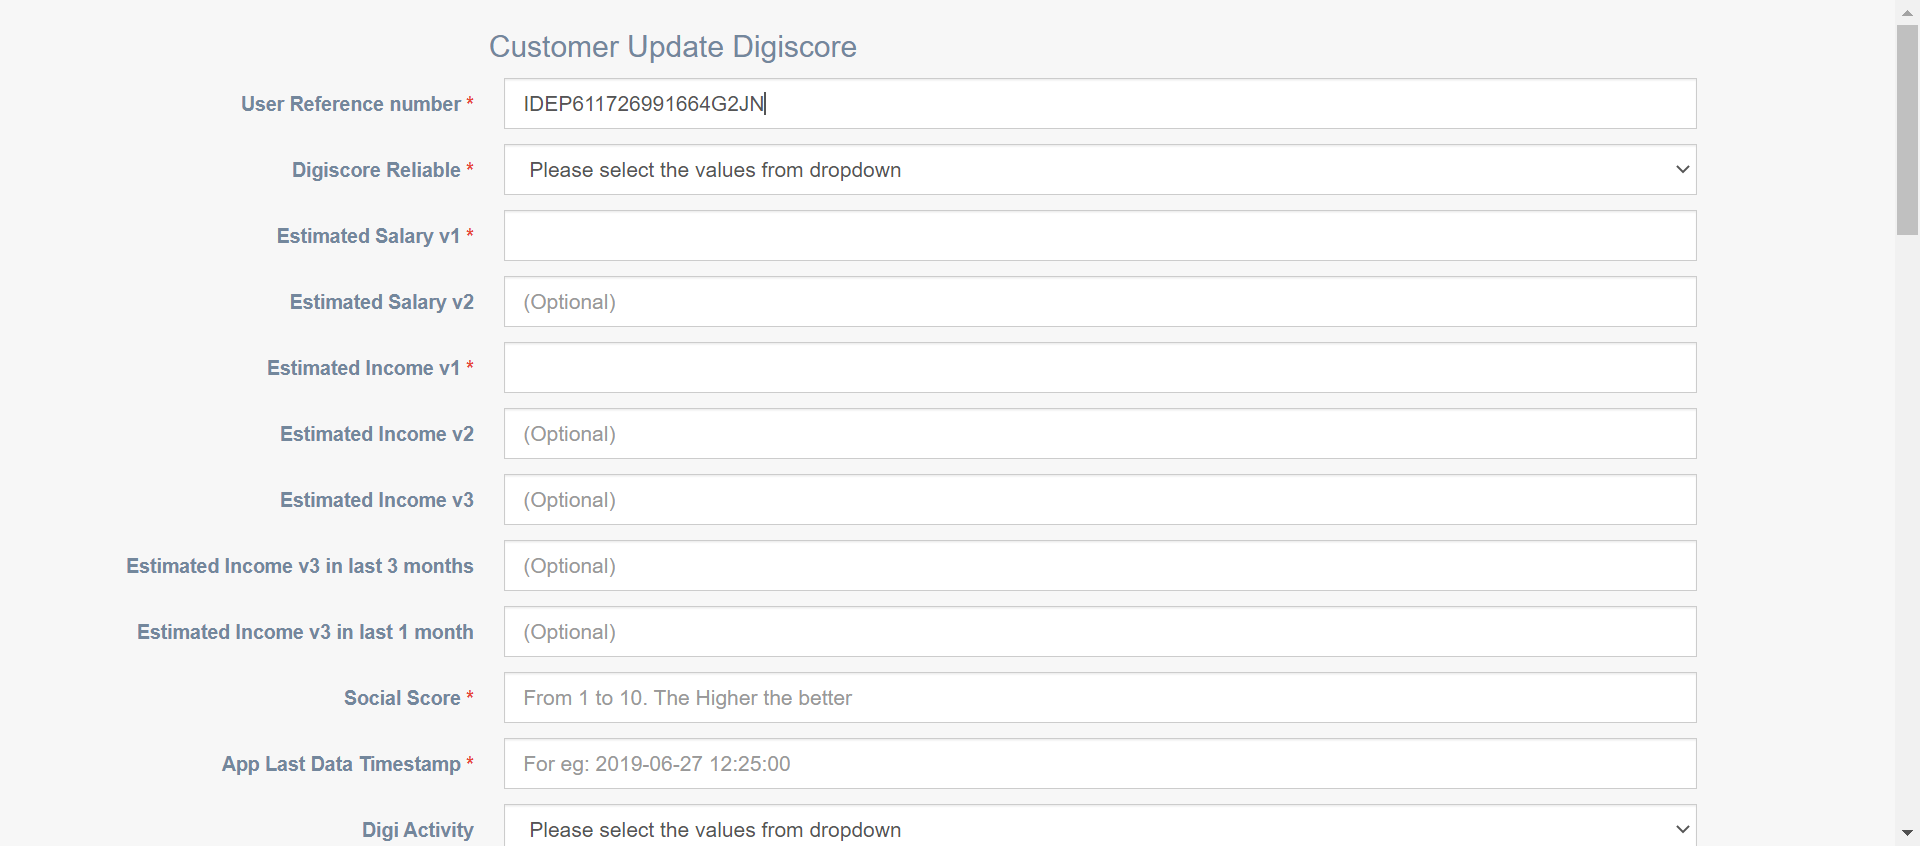 Customer Update Digiscore
User Reference number * IDEP611726991664G2JN
Digiscore Reliable * Please select the values from dropdown
Estimated Salary v1 *
Estimated Salary v2 (Optional)
Estimated Income v1 *
Estimated Income v2 (Optional)
Estimated Income v3 (Optional)
Estimated Income v3 in last 3 months (Optional)
Estimated Income v3 in last 1 month (Optional)
Social Score * From 1 to 10. The Higher the better
App Last Data Timestamp * For eg: 2019-06-27 12:25:00
Digi Activity Please select the values from dropdown